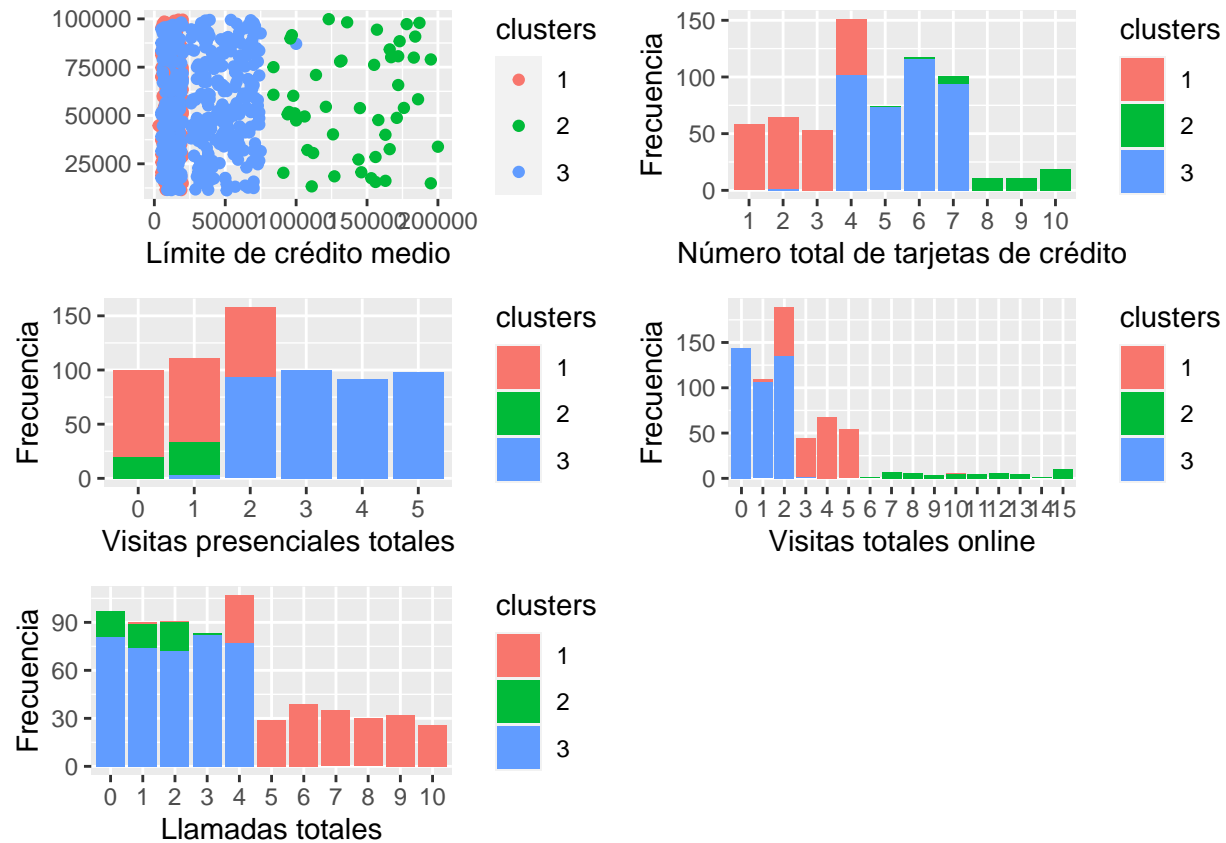 100000
75000
50000
25000
0 50000 100000 150000 200000
Límite de crédito medio
clusters
1
2
3
Frecuencia
150
100
50
0
1 2 3 4 5 6 7 8 9 10
Número total de tarjetas de crédito
clusters
1
2
3
Frecuencia
150
100
50
0
0 1 2 3 4 5
Visitas presenciales totales
clusters
1
2
3
Frecuencia
150
100
50
0
0 1 2 3 4 5 6 7 8 9 10 11 12 13 14 15
Visitas totales online
clusters
1
2
3
Frecuencia
90
60
30
0
0 1 2 3 4 5 6 7 8 9 10
Llamadas totales
clusters
1
2
3